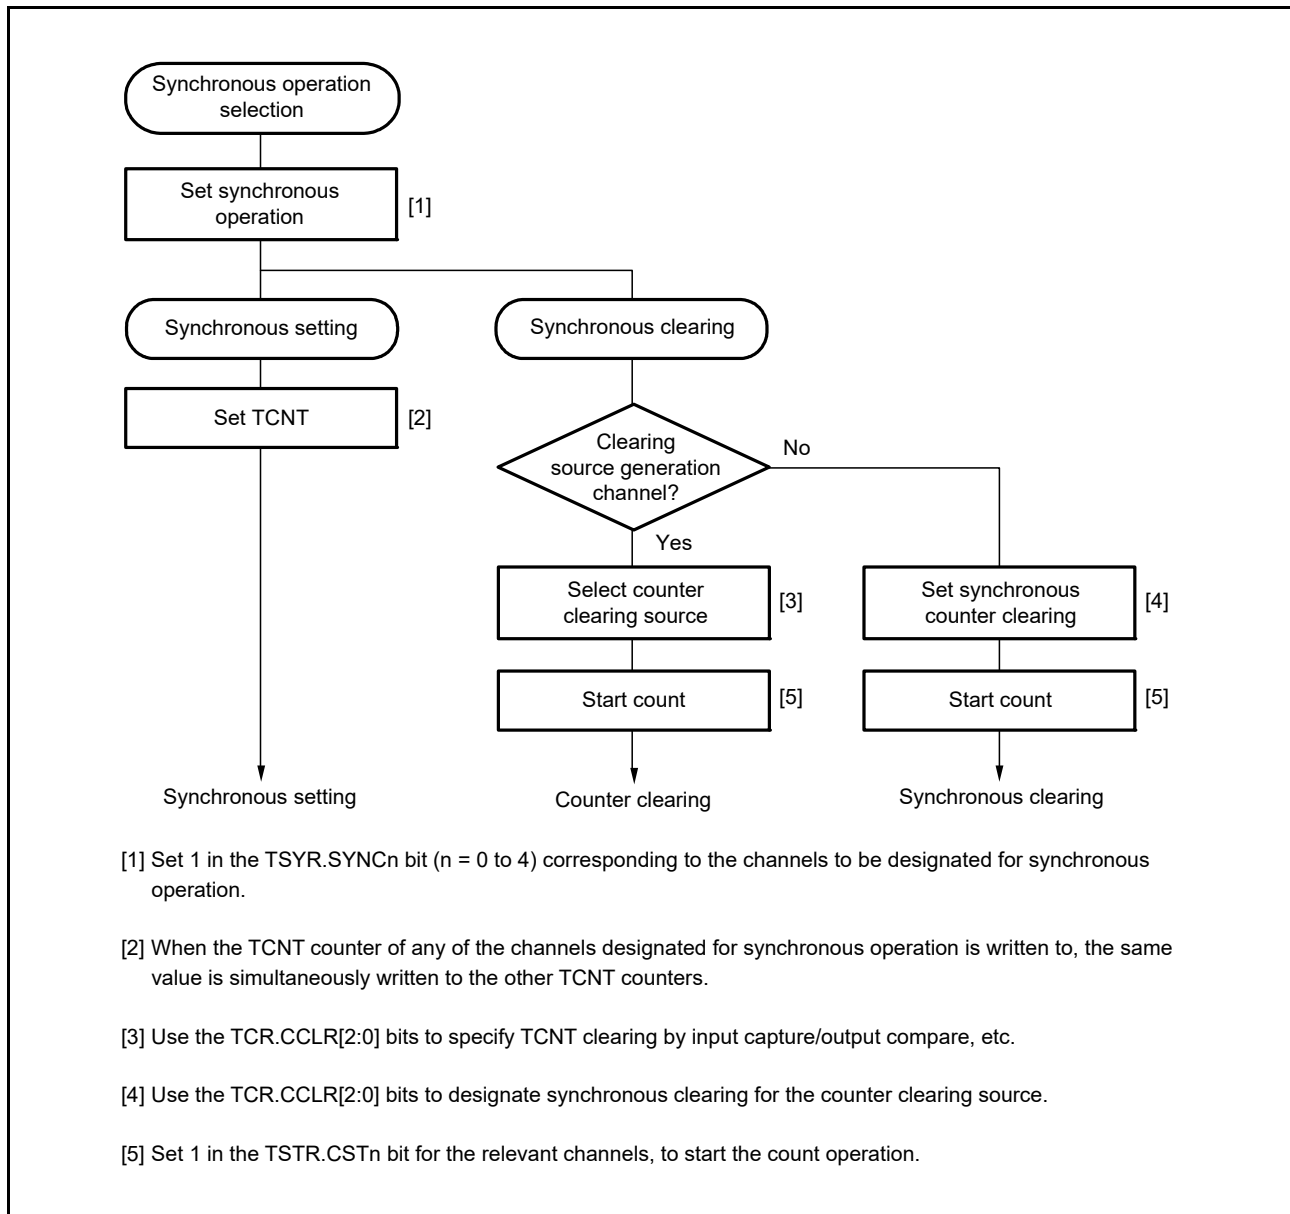 Synchronous operation
selection
Set synchronous
operation
[1]
Synchronous setting
Synchronous clearing
Set TCNT
[2]
Clearing
source generation
channel?
No
Yes
Select counter
clearing source
[3]
Set synchronous
counter clearing
[4]
Start count
[5]
Start count
[5]
Synchronous setting
Counter clearing
Synchronous clearing
[1] Set 1 in the TSYR.SYNCn bit (n = 0 to 4) corresponding to the channels to be designated for synchronous
operation.
[2] When the TCNT counter of any of the channels designated for synchronous operation is written to, the same
value is simultaneously written to the other TCNT counters.
[3] Use the TCR.CCLR[2:0] bits to specify TCNT clearing by input capture/output compare, etc.
[4] Use the TCR.CCLR[2:0] bits to designate synchronous clearing for the counter clearing source.
[5] Set 1 in the TSTR.CSTn bit for the relevant channels, to start the count operation.